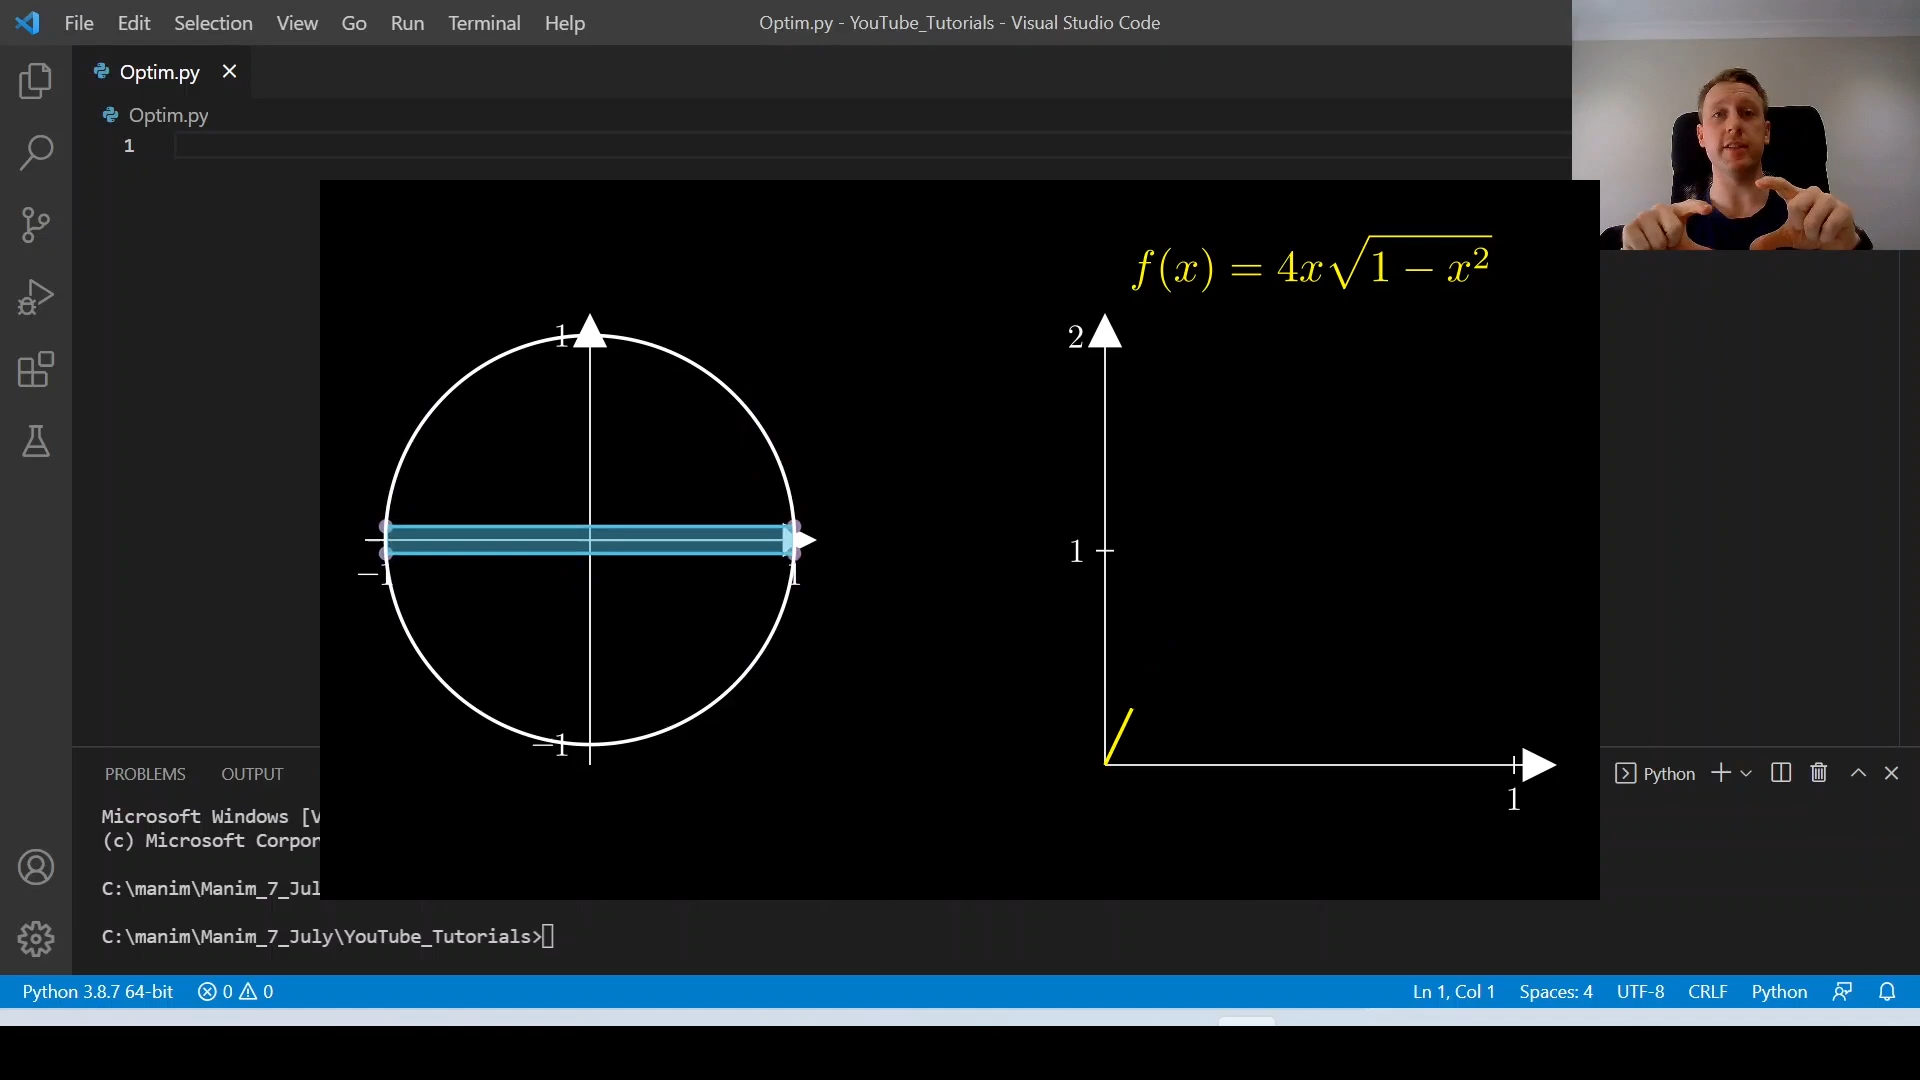 File Edit Selection View Go Run Terminal Help
Optim.py - YouTube_Tutorials - Visual Studio Code
Optim.py
Optim.py
1
f(x) = 4x√(1 − x²)
1
−1
1
−1
2
1
1
PROBLEMS OUTPUT
Python
Microsoft Windows [V
(c) Microsoft Corpor
C:\manim\Manim_7_Jul
C:\manim\Manim_7_July\YouTube_Tutorials>
Python 3.8.7 64-bit 0 0 Ln 1, Col 1 Spaces: 4 UTF-8 CRLF Python